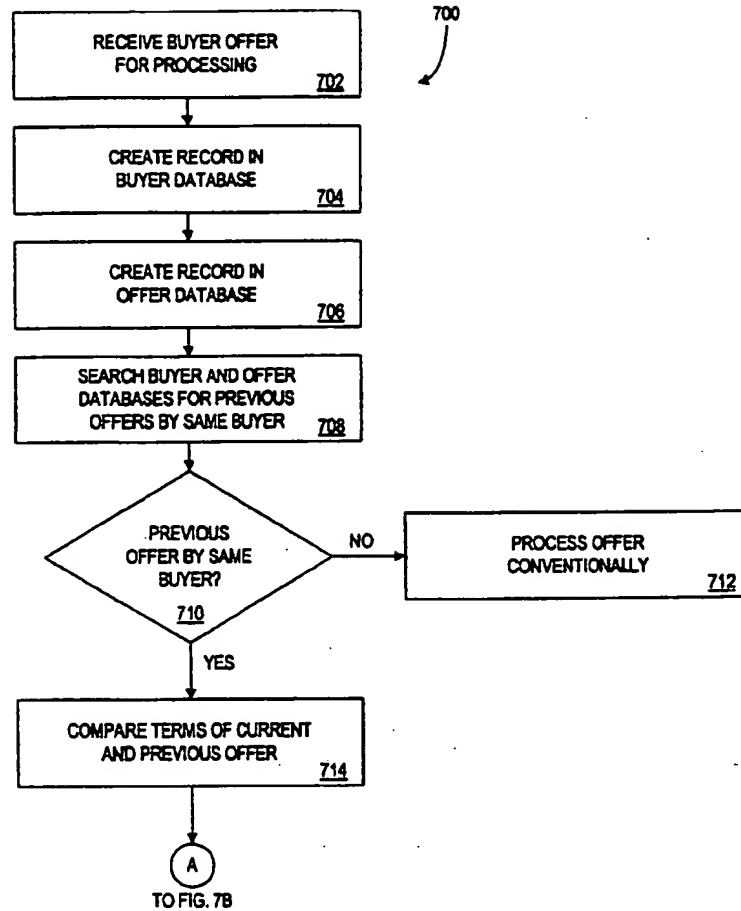 700
RECEIVE BUYER OFFER
FOR PROCESSING
702
CREATE RECORD IN
BUYER DATABASE
704
CREATE RECORD IN
OFFER DATABASE
706
SEARCH BUYER AND OFFER
DATABASES FOR PREVIOUS
OFFERS BY SAME BUYER
708
PREVIOUS
OFFER BY SAME
BUYER?
710
NO
PROCESS OFFER
CONVENTIONALLY
712
YES
COMPARE TERMS OF CURRENT
AND PREVIOUS OFFER
714
A
TO FIG. 7B